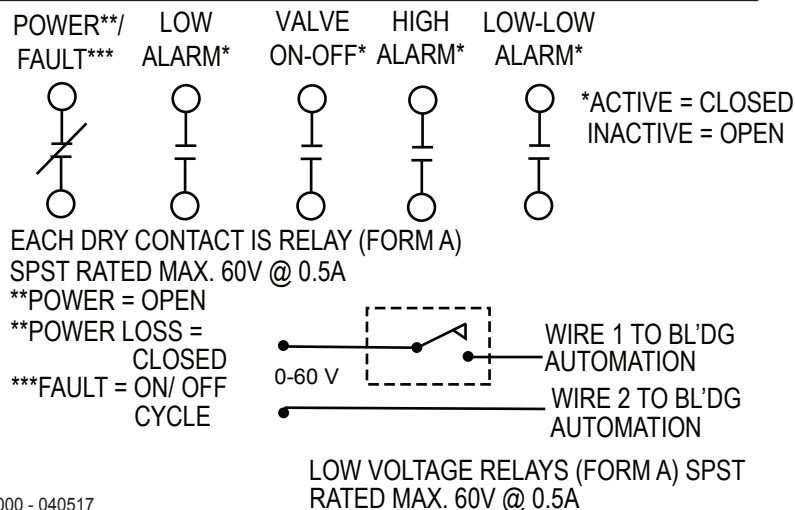 POWER**/ LOW VALVE HIGH LOW-LOW
FAULT*** ALARM* ON-OFF* ALARM* ALARM*
*ACTIVE = CLOSED
INACTIVE = OPEN
EACH DRY CONTACT IS RELAY (FORM A)
SPST RATED MAX. 60V @ 0.5A
**POWER = OPEN
**POWER LOSS =
CLOSED
***FAULT = ON/ OFF
CYCLE
0-60 V
WIRE 1 TO BL'DG
AUTOMATION
WIRE 2 TO BL'DG
AUTOMATION
LOW VOLTAGE RELAYS (FORM A) SPST
RATED MAX. 60V @ 0.5A
000 - 040517